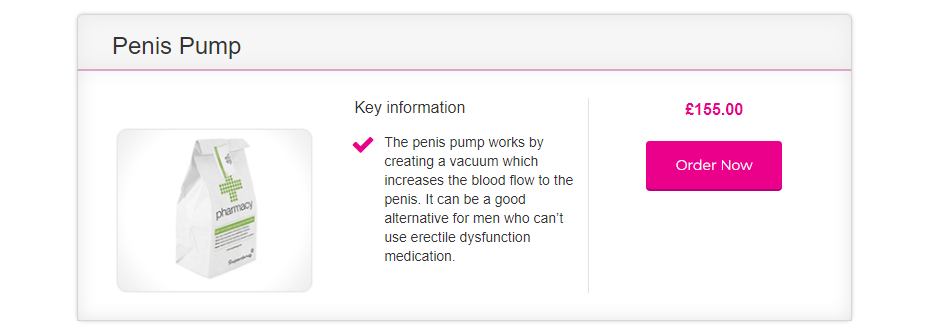 Penis Pump
pharmacy
Superdrug
Key information
The penis pump works by
creating a vacuum which
increases the blood flow to the
penis. It can be a good
alternative for men who can’t
use erectile dysfunction
medication.
£155.00
Order Now